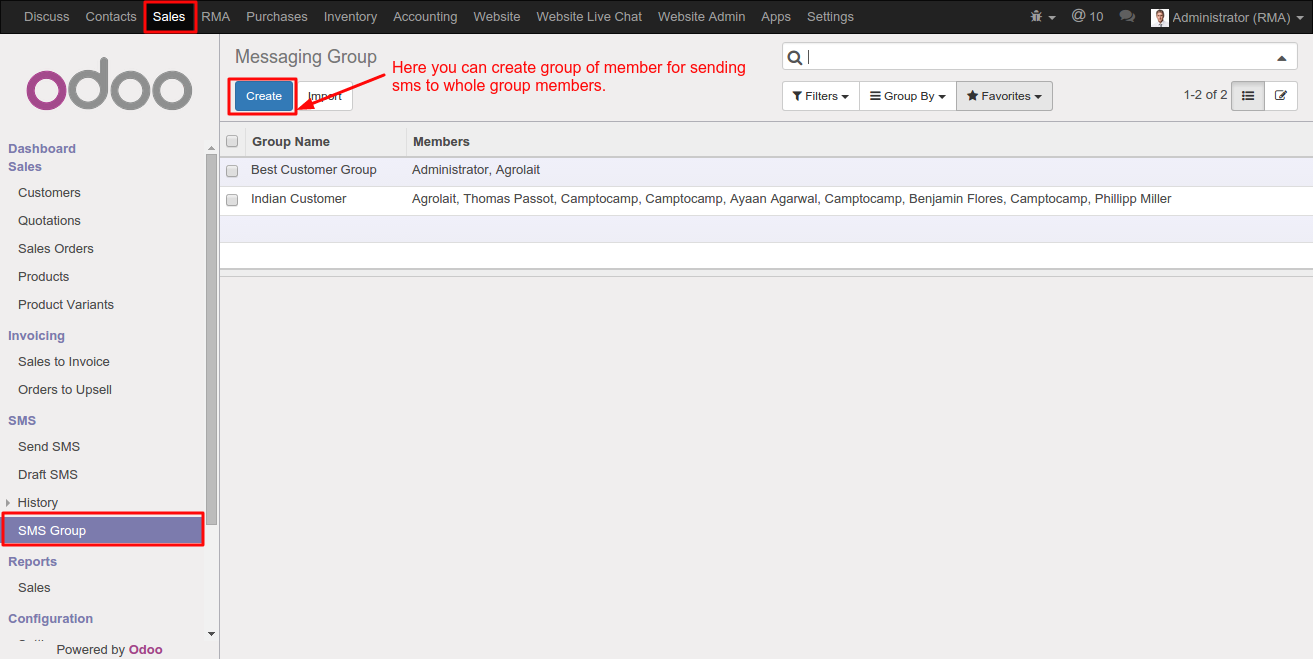 Discuss Contacts Sales RMA Purchases Inventory Accounting Website Website Live Chat Website Admin Apps Settings @ 10 Administrator (RMA)
odoo
Dashboard
Sales
Customers
Quotations
Sales Orders
Products
Product Variants
Invoicing
Sales to Invoice
Orders to Upsell
SMS
Send SMS
Draft SMS
History
SMS Group
Reports
Sales
Configuration
Powered by Odoo
Messaging Group
Create Import
Here you can create group of member for sending
sms to whole group members.
Filters Group By Favorites 1-2 of 2
Group Name Members
Best Customer Group Administrator, Agrolait
Indian Customer Agrolait, Thomas Passot, Camptocamp, Camptocamp, Ayaan Agarwal, Camptocamp, Benjamin Flores, Camptocamp, Phillipp Miller